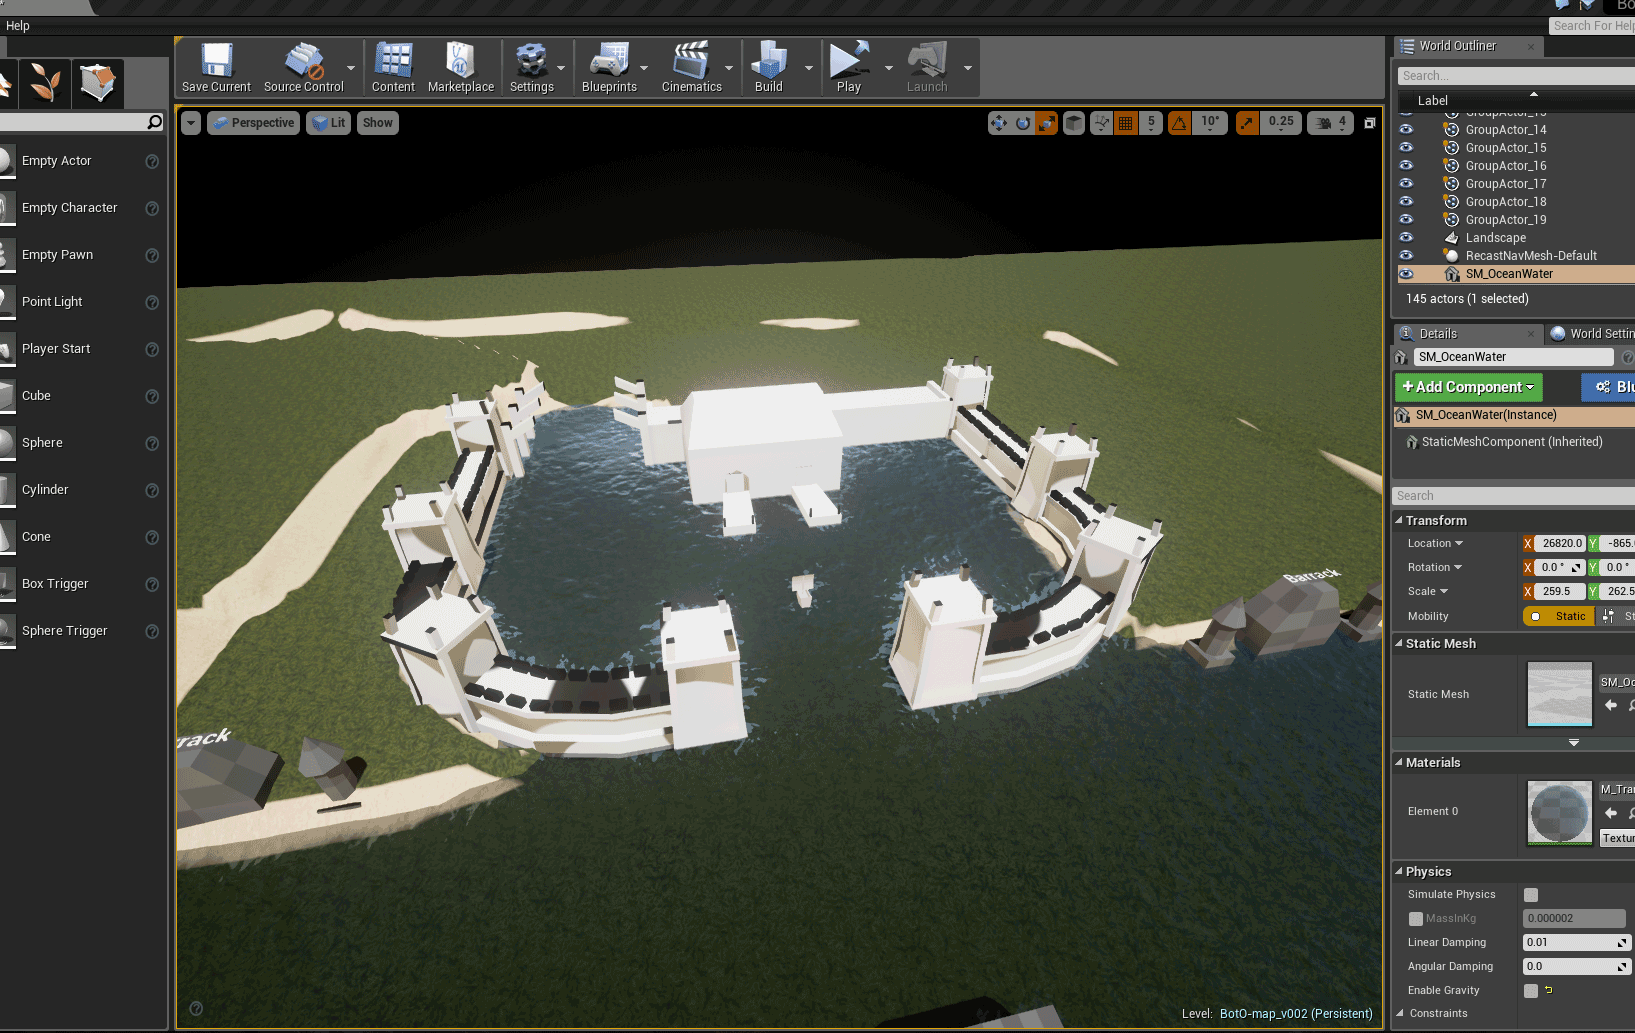 Help
Search For Help
Save Current
Source Control
Content
Marketplace
Settings
Blueprints
Cinematics
Build
Play
Launch
Perspective
Lit
Show
5
10°
0.25
4
Empty Actor
Empty Character
Empty Pawn
Point Light
Player Start
Cube
Sphere
Cylinder
Cone
Box Trigger
Sphere Trigger
Barrack
rrack
Level: BotO-map_v002 (Persistent)
World Outliner
Search...
Label
GroupActor_13
GroupActor_14
GroupActor_15
GroupActor_16
GroupActor_17
GroupActor_18
GroupActor_19
Landscape
RecastNavMesh-Default
SM_OceanWater
145 actors (1 selected)
Details
World Settin
SM_OceanWater
+Add Component
Blu
SM_OceanWater(Instance)
StaticMeshComponent (Inherited)
Search
Transform
Location X 26820.0 Y -865.
Rotation X 0.0 ° Y 0.0 °
Scale X 259.5 Y 262.5
Mobility Static St
Static Mesh
Static Mesh SM_Oc
Materials
Element 0 M_Tra
Textur
Physics
Simulate Physics
MassInKg 0.000002
Linear Damping 0.01
Angular Damping 0.0
Enable Gravity
Constraints